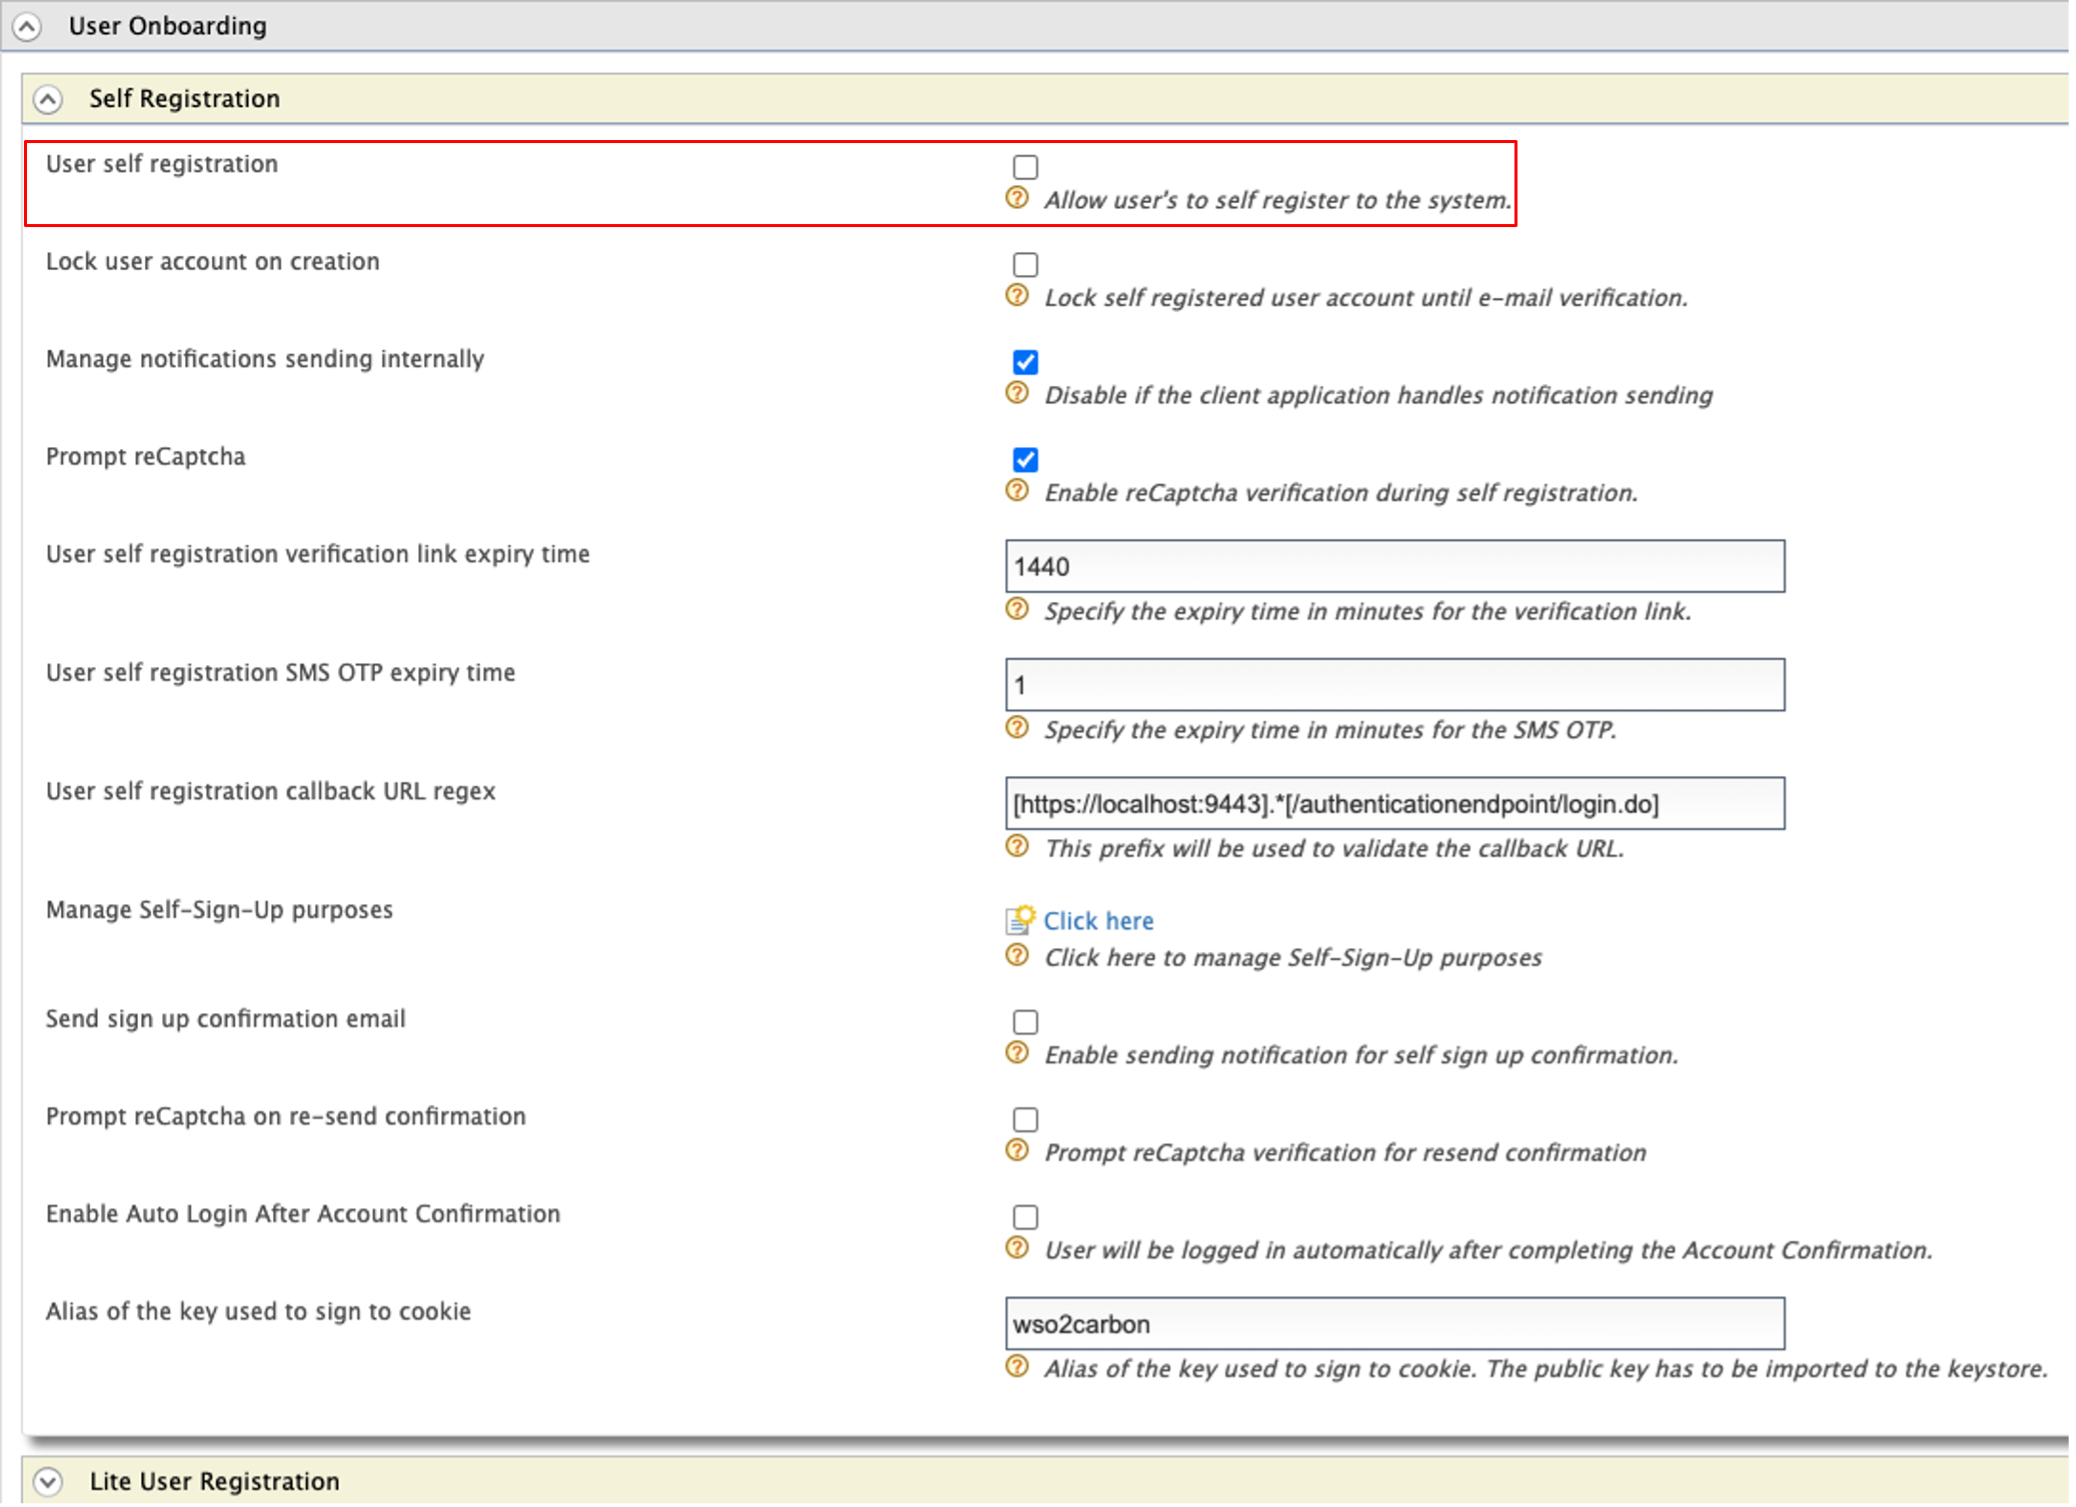 User Onboarding
Self Registration
User self registration
Allow user's to self register to the system.
Lock user account on creation
Lock self registered user account until e-mail verification.
Manage notifications sending internally
Disable if the client application handles notification sending
Prompt reCaptcha
Enable reCaptcha verification during self registration.
User self registration verification link expiry time
1440
Specify the expiry time in minutes for the verification link.
User self registration SMS OTP expiry time
1
Specify the expiry time in minutes for the SMS OTP.
User self registration callback URL regex
[https://localhost:9443].*[/authenticationendpoint/login.do]
This prefix will be used to validate the callback URL.
Manage Self-Sign-Up purposes
Click here
Click here to manage Self-Sign-Up purposes
Send sign up confirmation email
Enable sending notification for self sign up confirmation.
Prompt reCaptcha on re-send confirmation
Prompt reCaptcha verification for resend confirmation
Enable Auto Login After Account Confirmation
User will be logged in automatically after completing the Account Confirmation.
Alias of the key used to sign to cookie
wso2carbon
Alias of the key used to sign to cookie. The public key has to be imported to the keystore.
Lite User Registration